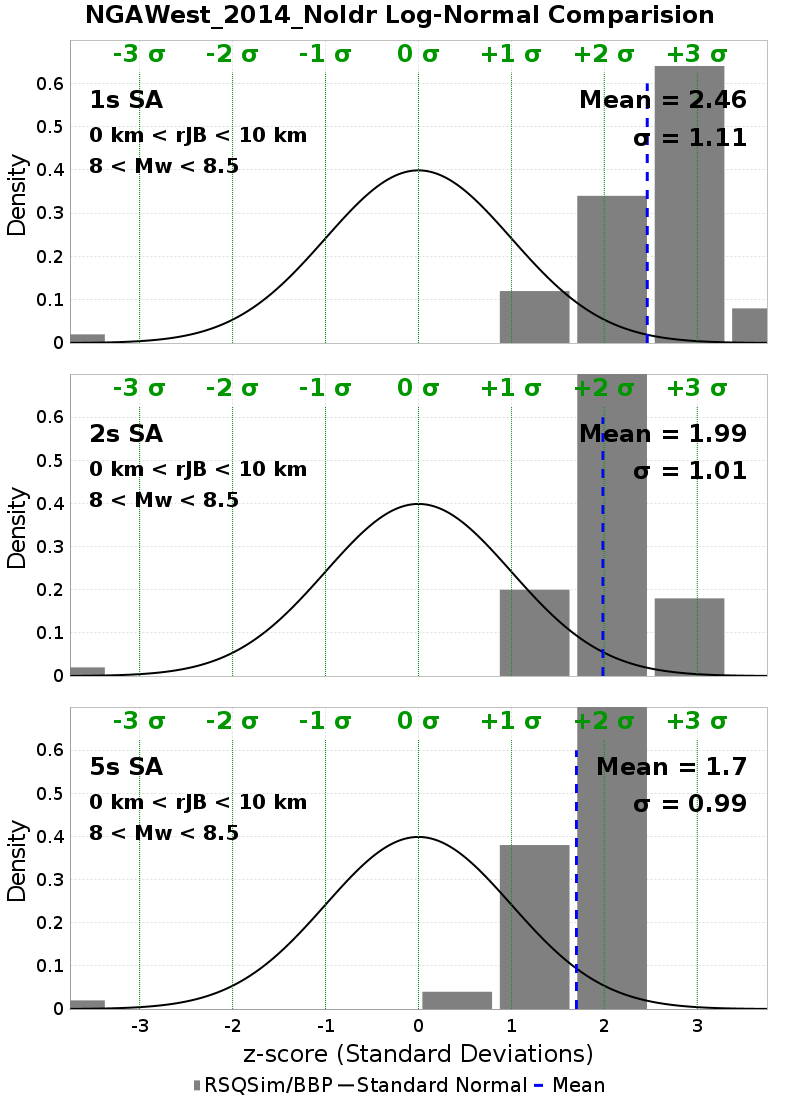 NGAWest_2014_NoIdr Log-Normal Comparision
-3 σ -2 σ -1 σ 0 σ +1 σ +2 σ +3 σ
1s SA
Mean = 2.46
0 km < rJB < 10 km
σ = 1.11
8 < Mw < 8.5
0.6
0.5
0.4
0.3
0.2
0.1
0
Density
-3 σ -2 σ -1 σ 0 σ +1 σ +2 σ +3 σ
2s SA
Mean = 1.99
0 km < rJB < 10 km
σ = 1.01
8 < Mw < 8.5
0.6
0.5
0.4
0.3
0.2
0.1
0
Density
-3 σ -2 σ -1 σ 0 σ +1 σ +2 σ +3 σ
5s SA
Mean = 1.7
0 km < rJB < 10 km
σ = 0.99
8 < Mw < 8.5
0.6
0.5
0.4
0.3
0.2
0.1
0
Density
-3 -2 -1 0 1 2 3
z-score (Standard Deviations)
RSQSim/BBP Standard Normal Mean